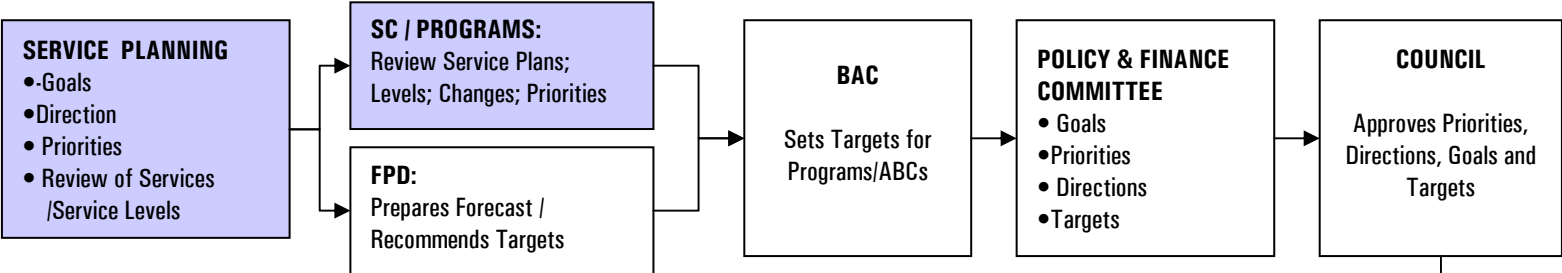 SERVICE PLANNING
•-Goals
•Direction
• Priorities
• Review of Services
/Service Levels
SC / PROGRAMS:
Review Service Plans;
Levels; Changes; Priorities
FPD:
Prepares Forecast /
Recommends Targets
BAC
Sets Targets for
Programs/ABCs
POLICY & FINANCE
COMMITTEE
• Goals
•Priorities
• Directions
•Targets
COUNCIL
Approves Priorities,
Directions, Goals and
Targets